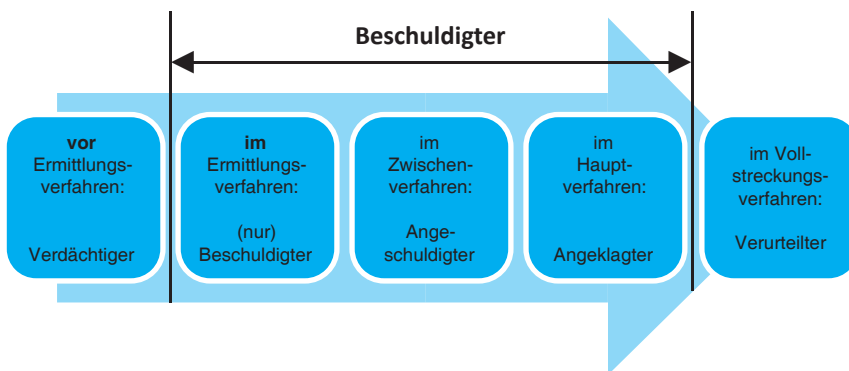 Beschuldigter
vor
Ermittlungs-
verfahren:
Verdächtiger
im
Ermittlungs-
verfahren:
(nur)
Beschuldigter
im
Zwischen-
verfahren:
Ange-
schuldigter
im
Haupt-
verfahren:
Angeklagter
im Voll-
streckungs-
verfahren:
Verurteilter